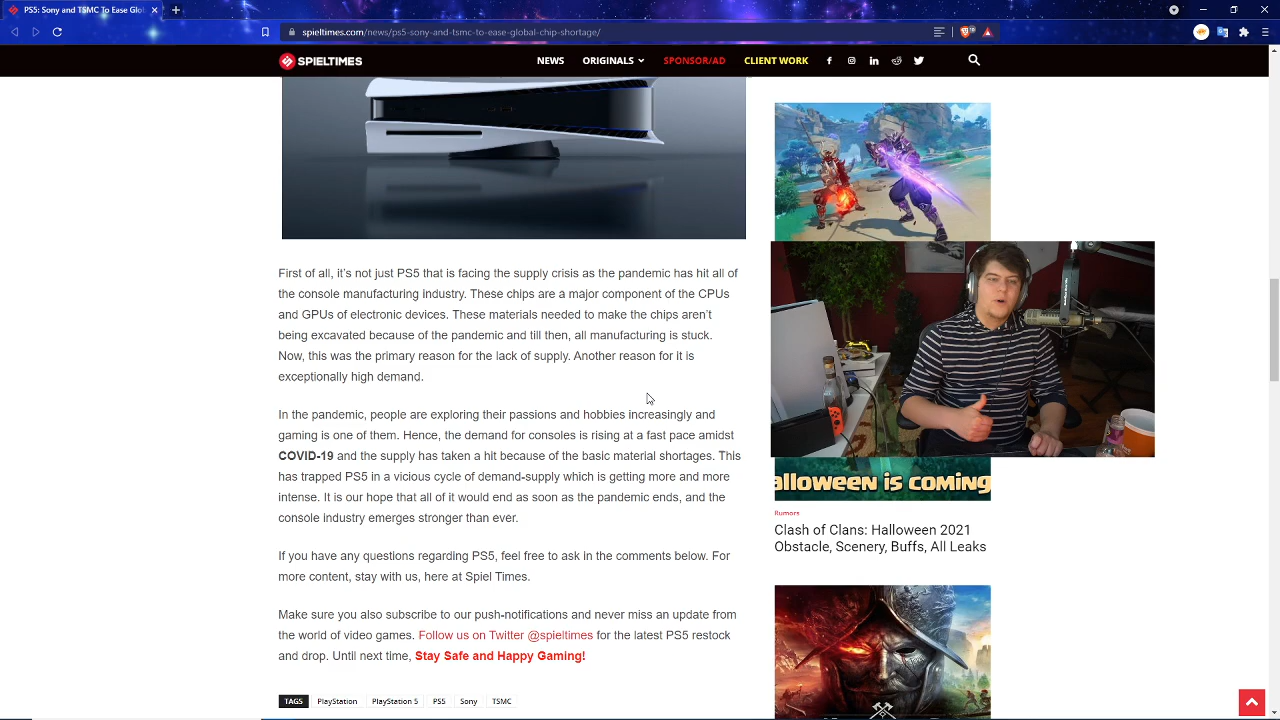 PS5: Sony and TSMC To Ease Glo
spieltimes.com/news/ps5-sony-and-tsmc-to-ease-global-chip-shortage/
SPIELTIMES
NEWS
ORIGINALS
SPONSOR/AD
CLIENT WORK
First of all, it's not just PS5 that is facing the supply crisis as the pandemic has hit all of
the console manufacturing industry. These chips are a major component of the CPUs
and GPUs of electronic devices. These materials needed to make the chips aren't
being excavated because of the pandemic and till then, all manufacturing is stuck.
Now, this was the primary reason for the lack of supply. Another reason for it is
exceptionally high demand.
In the pandemic, people are exploring their passions and hobbies increasingly and
gaming is one of them. Hence, the demand for consoles is rising at a fast pace amidst
COVID-19 and the supply has taken a hit because of the basic material shortages. This
has trapped PS5 in a vicious cycle of demand-supply which is getting more and more
intense. It is our hope that all of it would end as soon as the pandemic ends, and the
console industry emerges stronger than ever.
If you have any questions regarding PS5, feel free to ask in the comments below. For
more content, stay with us, here at Spiel Times.
Make sure you also subscribe to our push-notifications and never miss an update from
the world of video games. Follow us on Twitter @spieltimes for the latest PS5 restock
and drop. Until next time, Stay Safe and Happy Gaming!
TAGS
PlayStation
PlayStation 5
PS5
Sony
TSMC
alloween is coming
Rumors
Clash of Clans: Halloween 2021
Obstacle, Scenery, Buffs, All Leaks